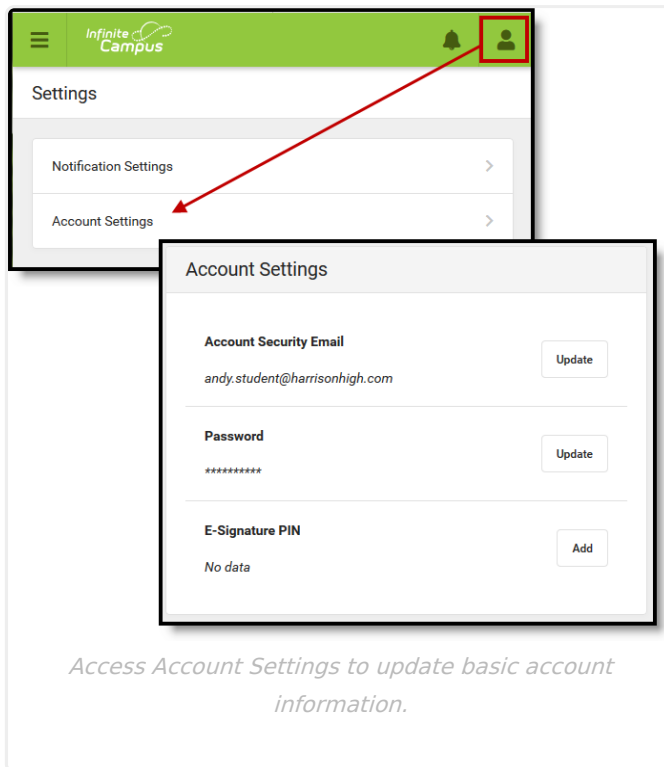 Infinite
Campus
Settings
Notification Settings
Account Settings
Account Settings
Account Security Email
andy.student@harrisonhigh.com
Update
Password
**********
Update
E-Signature PIN
No data
Add
Access Account Settings to update basic account
information.